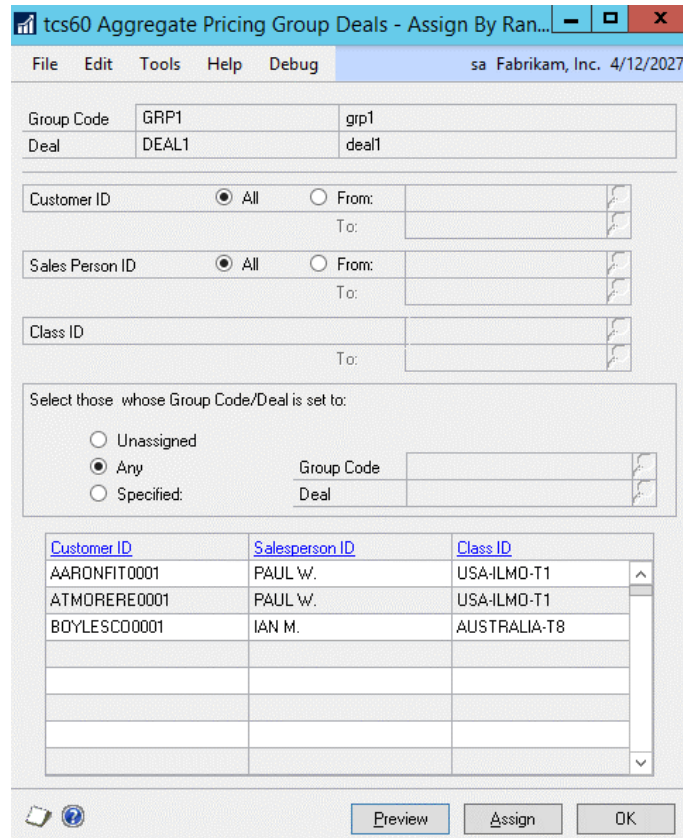 tcs60 Aggregate Pricing Group Deals - Assign By Ran...
File Edit Tools Help Debug sa Fabrikam, Inc. 4/12/2027
Group Code GRP1 grp1
Deal DEAL1 deal1
Customer ID All From:
To:
Sales Person ID All From:
To:
Class ID
To:
Select those whose Group Code/Deal is set to:
Unassigned
Any Group Code
Specified: Deal
Customer ID Salesperson ID Class ID
AARONFIT0001 PAUL W. USA-ILMO-T1
ATMORERE0001 PAUL W. USA-ILMO-T1
BOYLESCO0001 IAN M. AUSTRALIA-T8
Preview Assign OK